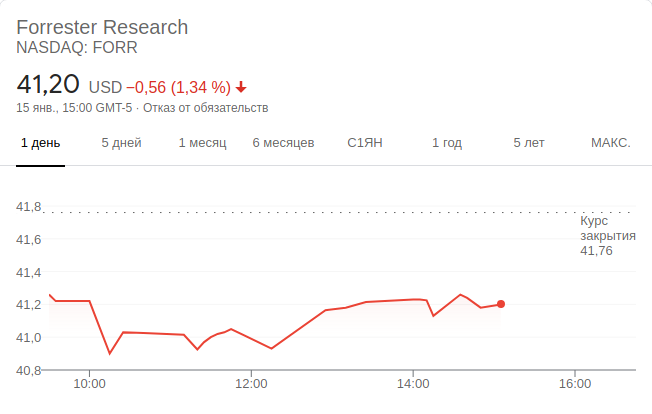 Forrester Research
NASDAQ: FORR
41,20 USD −0,56 (1,34 %)
15 янв., 15:00 GMT-5 · Отказ от обязательств
1 день 5 дней 1 месяц 6 месяцев С1ЯН 1 год 5 лет МАКС.
41,8
Курс
закрытия
41,76
41,6
41,4
41,2
41,0
40,8
10:00 12:00 14:00 16:00